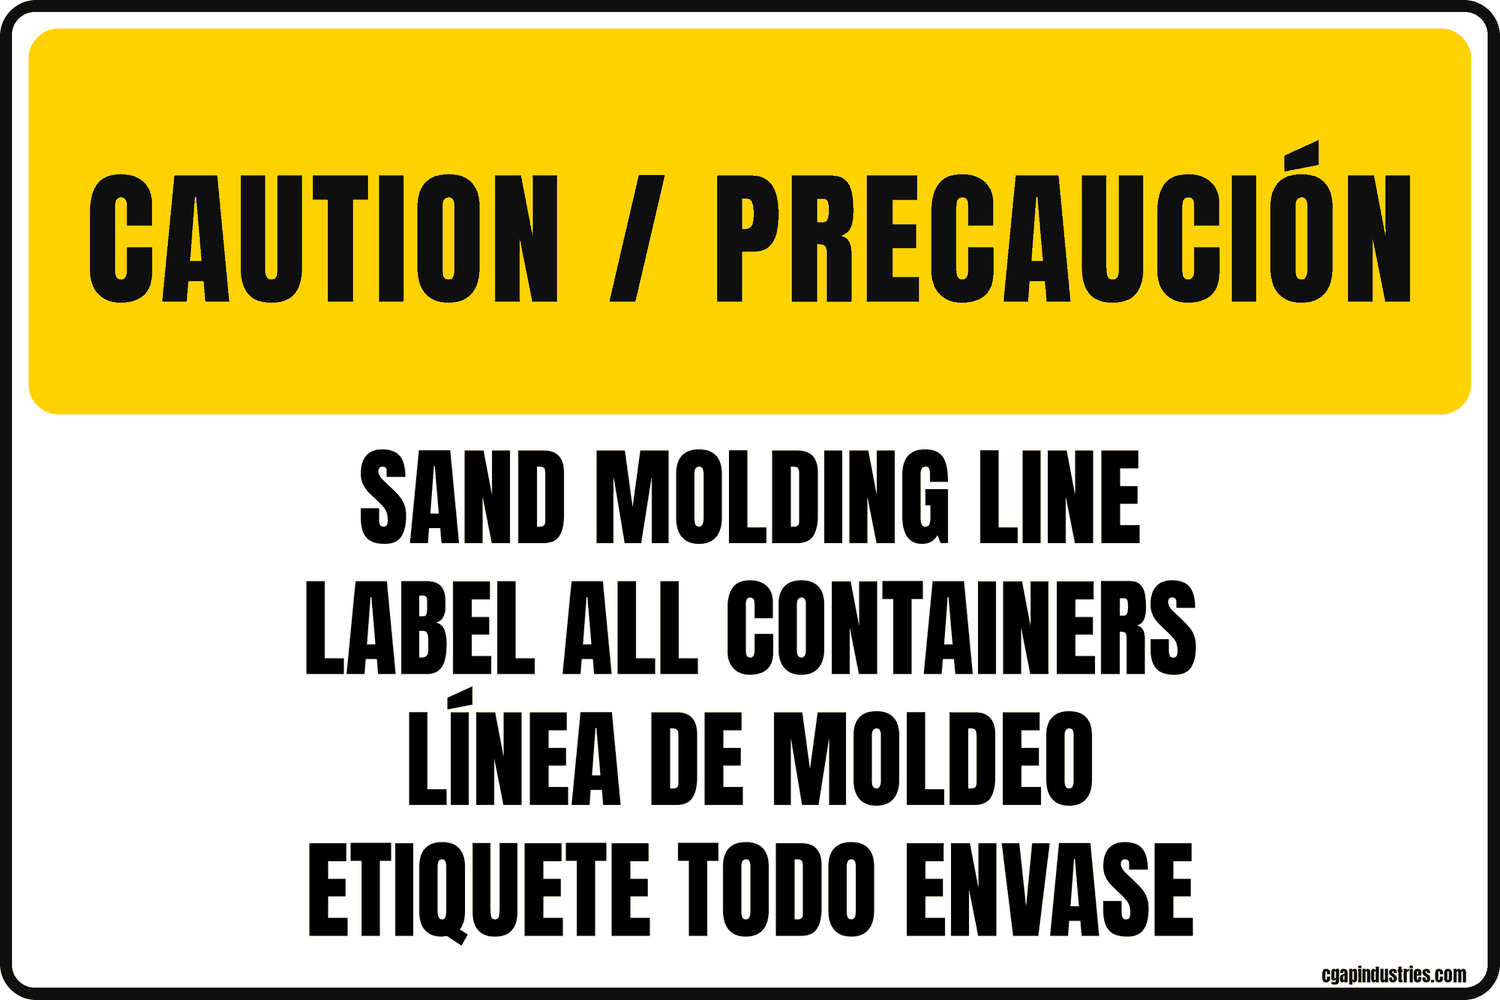 CAUTION / PRECAUCIÓN
SAND MOLDING LINE
LABEL ALL CONTAINERS
LÍNEA DE MOLDEO
ETIQUETE TODO ENVASE
cgapindustries.com